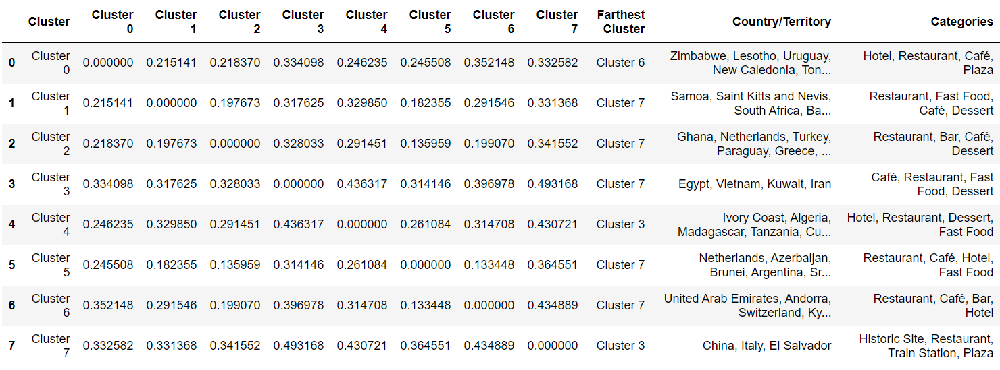 Cluster Cluster 0 Cluster 1 Cluster 2 Cluster 3 Cluster 4 Cluster 5 Cluster 6 Cluster 7 Farthest Cluster Country/Territory Categories
0 Cluster 0 0.000000 0.215141 0.218370 0.334098 0.246235 0.245508 0.352148 0.332582 Cluster 6 Zimbabwe, Lesotho, Uruguay, New Caledonia, Ton... Hotel, Restaurant, Café, Plaza
1 Cluster 1 0.215141 0.000000 0.197673 0.317625 0.329850 0.182355 0.291546 0.331368 Cluster 7 Samoa, Saint Kitts and Nevis, South Africa, Ba... Restaurant, Fast Food, Café, Dessert
2 Cluster 2 0.218370 0.197673 0.000000 0.328033 0.291451 0.135959 0.199070 0.341552 Cluster 7 Ghana, Netherlands, Turkey, Paraguay, Greece, ... Restaurant, Bar, Café, Dessert
3 Cluster 3 0.334098 0.317625 0.328033 0.000000 0.436317 0.314146 0.396978 0.493168 Cluster 7 Egypt, Vietnam, Kuwait, Iran Café, Restaurant, Fast Food, Dessert
4 Cluster 4 0.246235 0.329850 0.291451 0.436317 0.000000 0.261084 0.314708 0.430721 Cluster 3 Ivory Coast, Algeria, Madagascar, Tanzania, Cu... Hotel, Restaurant, Dessert, Fast Food
5 Cluster 5 0.245508 0.182355 0.135959 0.314146 0.261084 0.000000 0.133448 0.364551 Cluster 7 Netherlands, Azerbaijan, Brunei, Argentina, Sr... Restaurant, Café, Hotel, Fast Food
6 Cluster 6 0.352148 0.291546 0.199070 0.396978 0.314708 0.133448 0.000000 0.434889 Cluster 7 United Arab Emirates, Andorra, Switzerland, Ky... Restaurant, Café, Bar, Hotel
7 Cluster 7 0.332582 0.331368 0.341552 0.493168 0.430721 0.364551 0.434889 0.000000 Cluster 3 China, Italy, El Salvador Historic Site, Restaurant, Train Station, Plaza